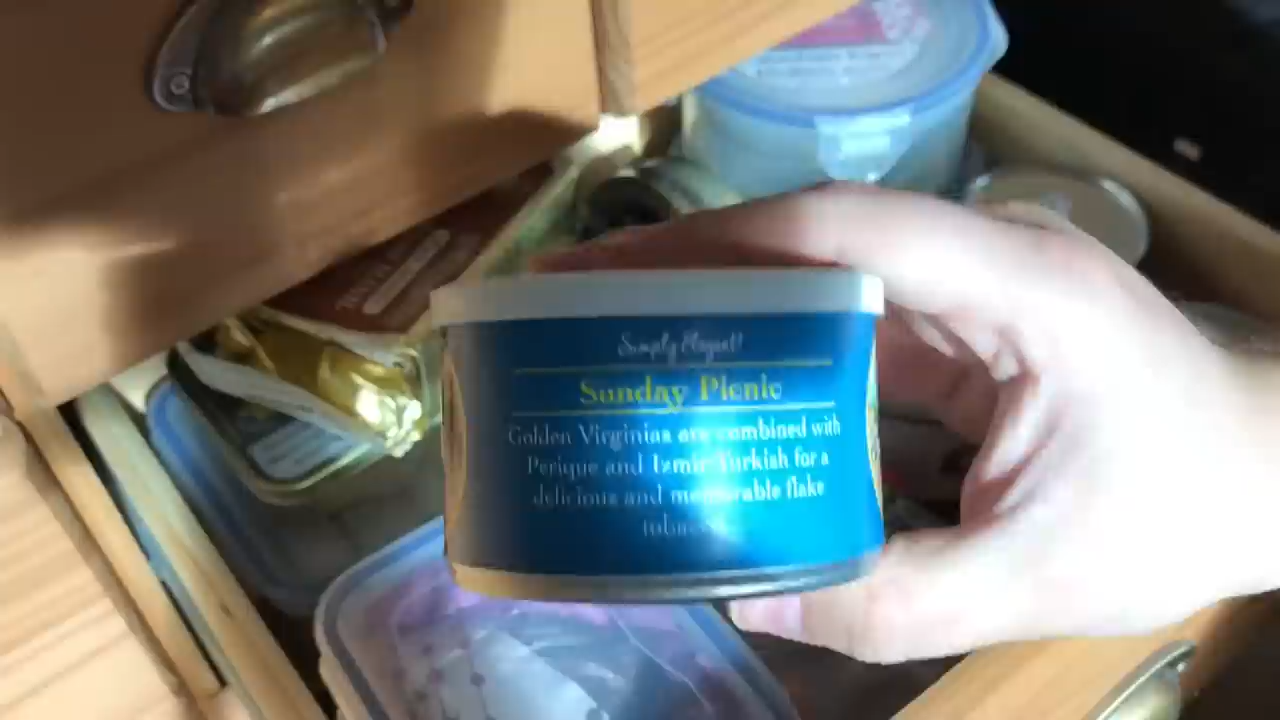 Simply Elegant!
Sunday Picnic
Golden Virginias are combined with
Perique and Izmir Turkish for a
delicious and memorable flake
tobacco.